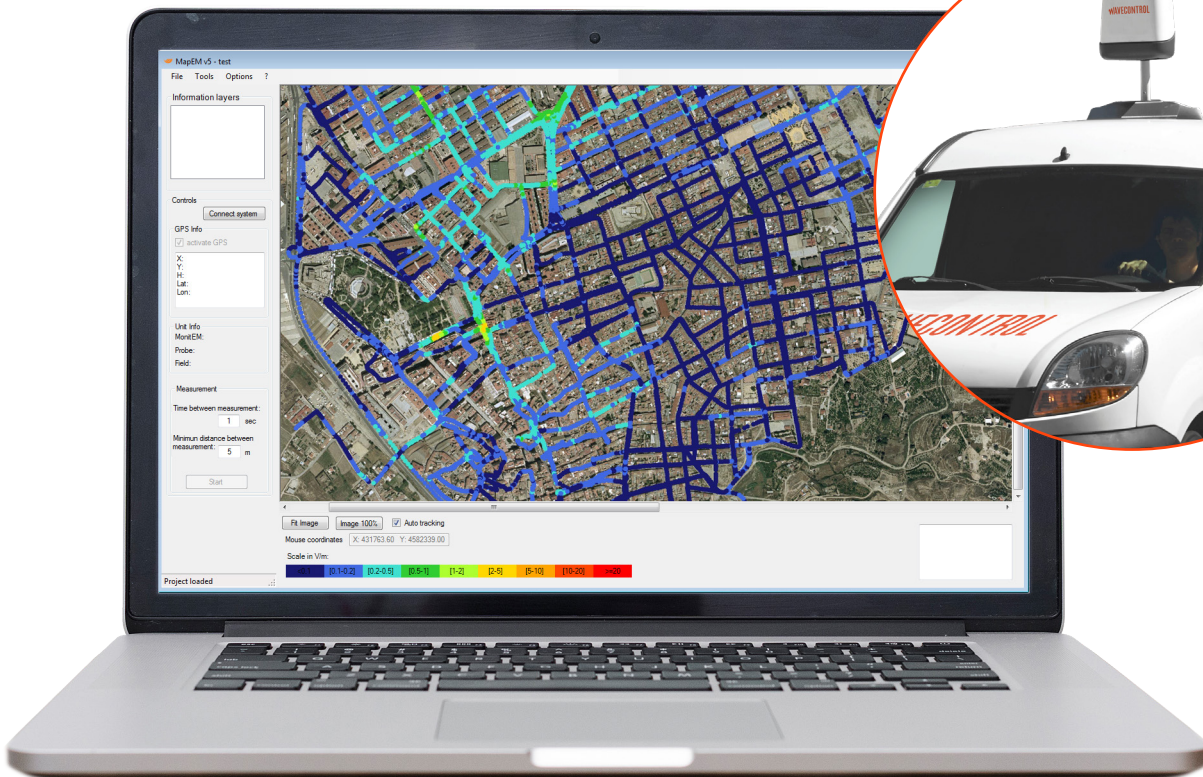 WAVECONTROL
MapEM v5 - test
File Tools Options ?
Information layers
Controls
Connect system
GPS Info
activate GPS
X:
Y:
H:
Lat:
Lon:
Unit Info
MonitEM:
Probe:
Field:
Measurement
Time between measurement:
1 sec
Minimun distance between
measurement: 5 m
Start
Fit Image Image 100% Auto tracking
Mouse coordinates X: 431763.60 Y: 4582339.00
Scale in V/m:
[0.1-0.2] [0.2-0.5] [0.5-1] [1-2] [2-5] [5-10] [10-20] >=20
Project loaded
ECONTROL